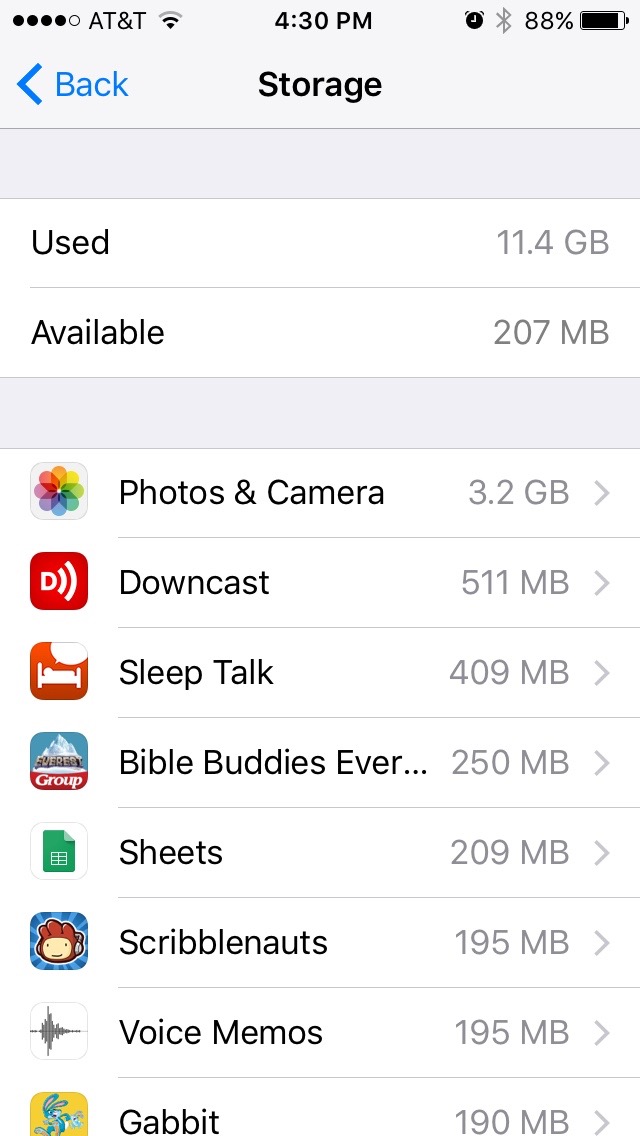 AT&T 4:30 PM 88%
Back Storage
Used 11.4 GB
Available 207 MB
Photos & Camera 3.2 GB
D Downcast 511 MB
Sleep Talk 409 MB
EVEREST
Group
Bible Buddies Ever... 250 MB
Sheets 209 MB
Scribblenauts 195 MB
Voice Memos 195 MB
Gabbit 190 MB